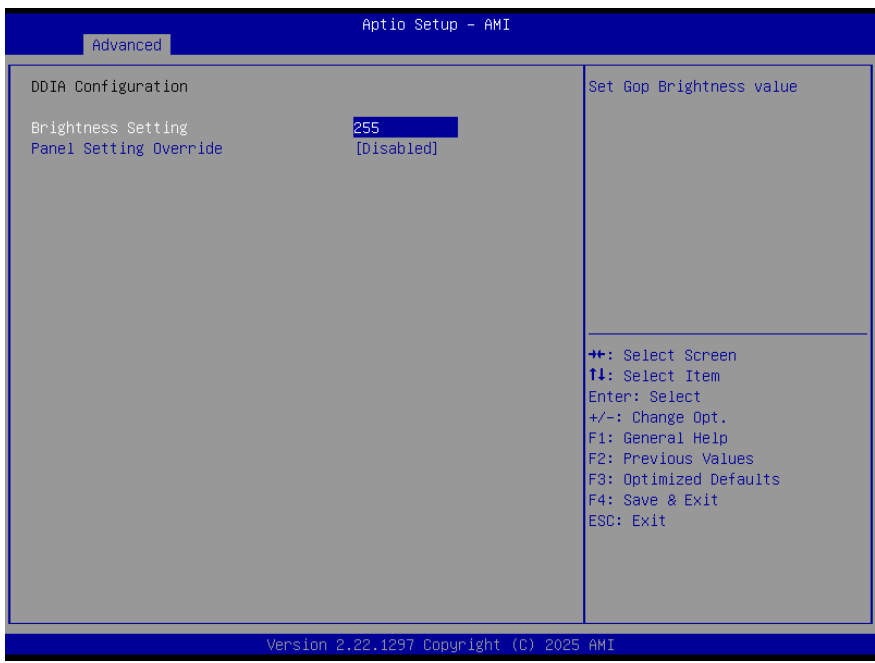 Aptio Setup – AMI
Advanced
DDIA Configuration
Brightness Setting 255
Panel Setting Override [Disabled]
Set Gop Brightness value
→←: Select Screen
↑↓: Select Item
Enter: Select
+/-: Change Opt.
F1: General Help
F2: Previous Values
F3: Optimized Defaults
F4: Save & Exit
ESC: Exit
Version 2.22.1297 Copyright (C) 2025 AMI